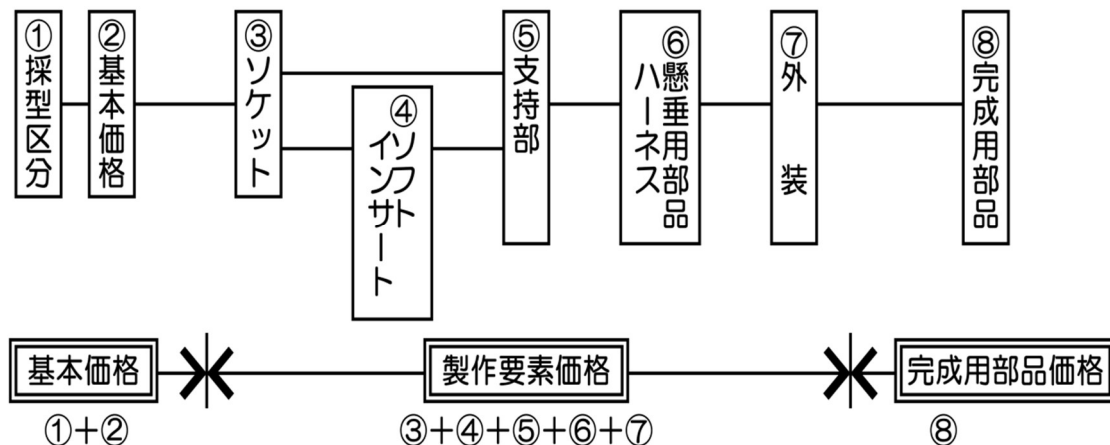 ①採型区分
②基本価格
③ソケット
④ソフト
インサート
⑤支持部
⑥懸垂用部品
ハーネス
⑦外装
⑧完成用部品
基本価格
製作要素価格
完成用部品価格
①+②
③+④+⑤+⑥+⑦
⑧